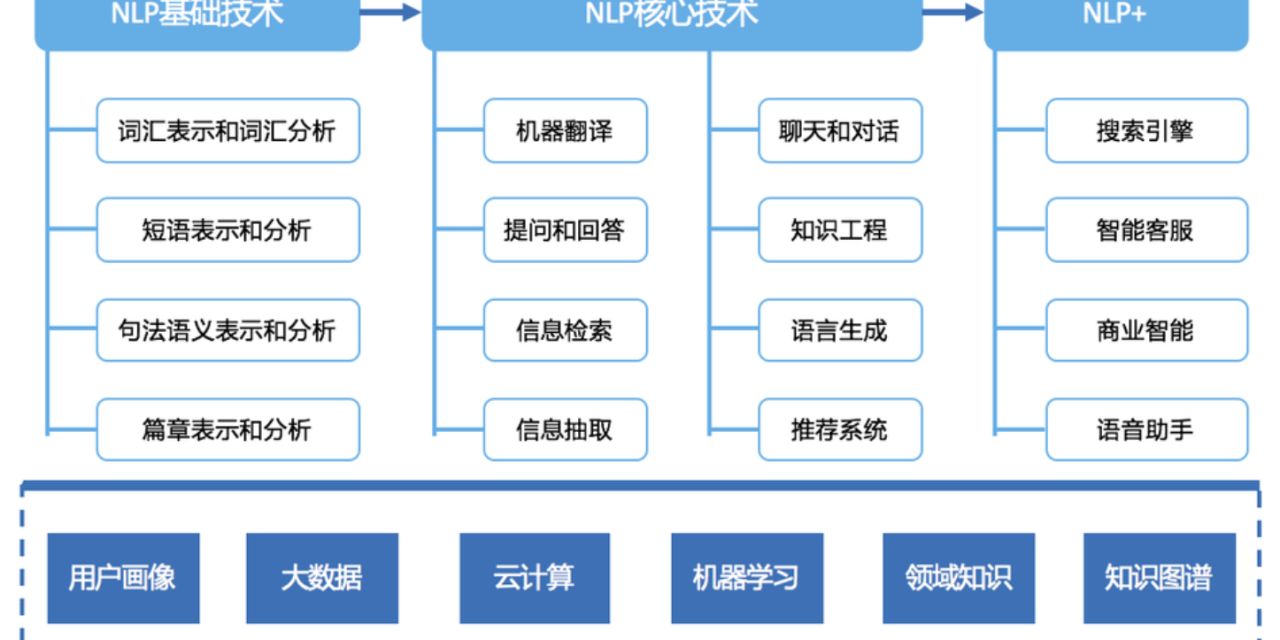 NLP基础技术
NLP核心技术
NLP+
词汇表示和词汇分析
机器翻译
聊天和对话
搜索引擎
短语表示和分析
提问和回答
知识工程
智能客服
句法语义表示和分析
信息检索
语言生成
商业智能
篇章表示和分析
信息抽取
推荐系统
语音助手
用户画像
大数据
云计算
机器学习
领域知识
知识图谱